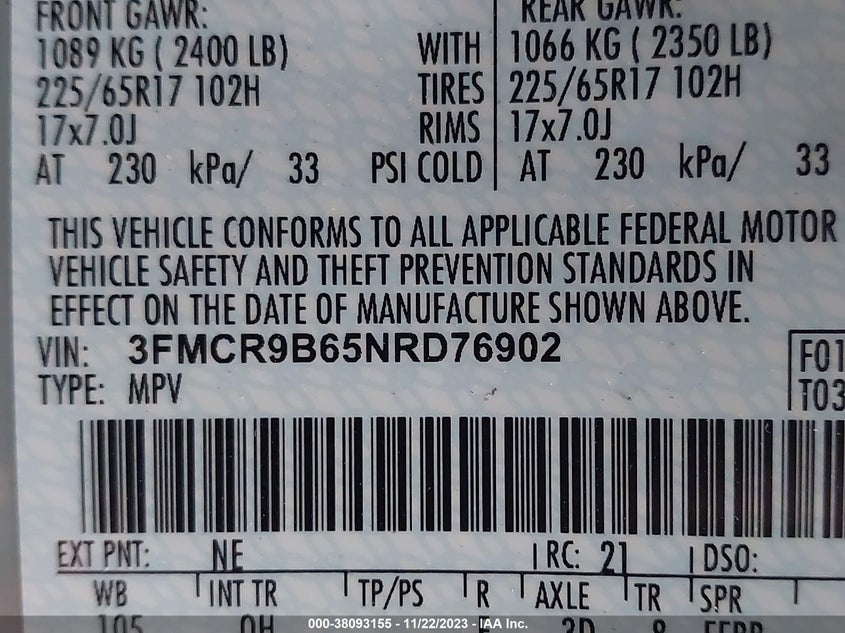 FRONT GAWR: REAR GAWR:
1089 KG ( 2400 LB) WITH 1066 KG ( 2350 LB)
225/65R17 102H TIRES 225/65R17 102H
17x7.0J RIMS 17x7.0J
AT 230 kPa/ 33 PSI COLD AT 230 kPa/ 33
THIS VEHICLE CONFORMS TO ALL APPLICABLE FEDERAL MOTOR
VEHICLE SAFETY AND THEFT PREVENTION STANDARDS IN
EFFECT ON THE DATE OF MANUFACTURE SHOWN ABOVE.
VIN: 3FMCR9B65NRD76902 F01
TYPE: MPV T03
EXT PNT: NE RC: 21 DSO:
WB INT TR TP/PS R AXLE TR SPR
105
000-38093155 - 11/22/2023 - IAA Inc.